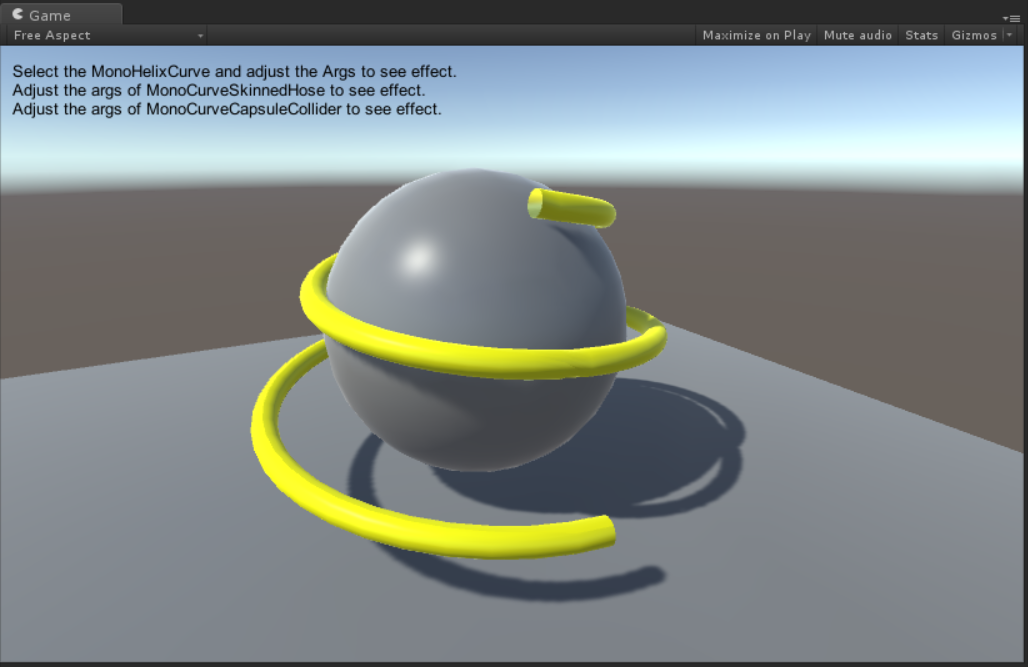 Game
Free Aspect
Maximize on Play Mute audio Stats Gizmos
Select the MonoHelixCurve and adjust the Args to see effect.
Adjust the args of MonoCurveSkinnedHose to see effect.
Adjust the args of MonoCurveCapsuleCollider to see effect.